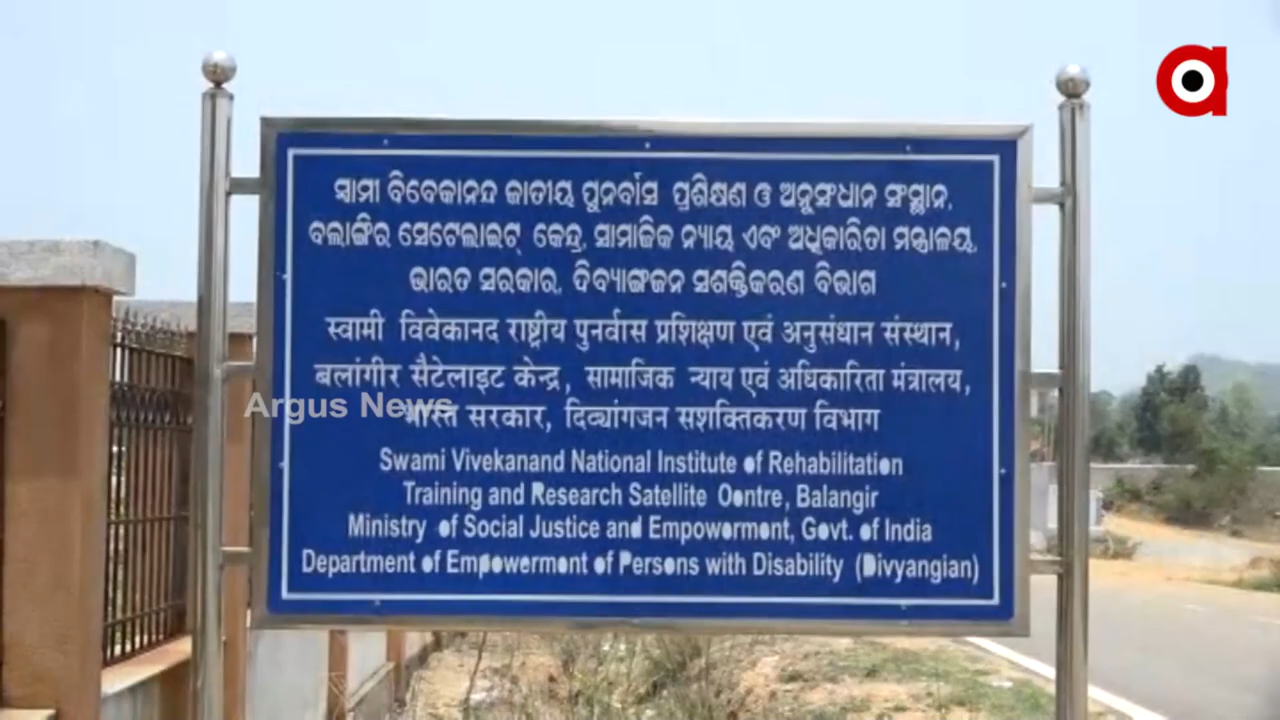 ସ୍ୱାମୀ ବିବେକାନନ୍ଦ ଜାତୀୟ ପୁନର୍ବାସ ପ୍ରଶିକ୍ଷଣ ଓ ଅନୁସଂଧାନ ସଂସ୍ଥାନ,
ବଲାଙ୍ଗିର ସେଟେଲାଇଟ୍ କେନ୍ଦ୍ର, ସାମାଜିକ ନ୍ୟାୟ ଏବଂ ଅଧିକାରିତା ମନ୍ତ୍ରାଳୟ,
ଭାରତ ସରକାର, ଦିବ୍ୟାଙ୍ଗଜନ ସଶକ୍ତିକରଣ ବିଭାଗ
स्वामी विवेकानद राष्ट्रीय पुनर्वास प्रशिक्षण एवं अनुसंधान संस्थान,
बलांगीर सैटेलाइट केन्द्र, सामाजिक न्याय एवं अधिकारिता मंत्रालय,
Argus News
भारत सरकार, दिव्यांगजन सशक्तिकरण विभाग
Swami Vivekanand National Institute of Rehabilitation
Training and Research Satellite Oentre, Balangir
Ministry of Social Justice and Empowerment, Govt. of India
Department of Empowerment of Persons with Disability (Divyangian)